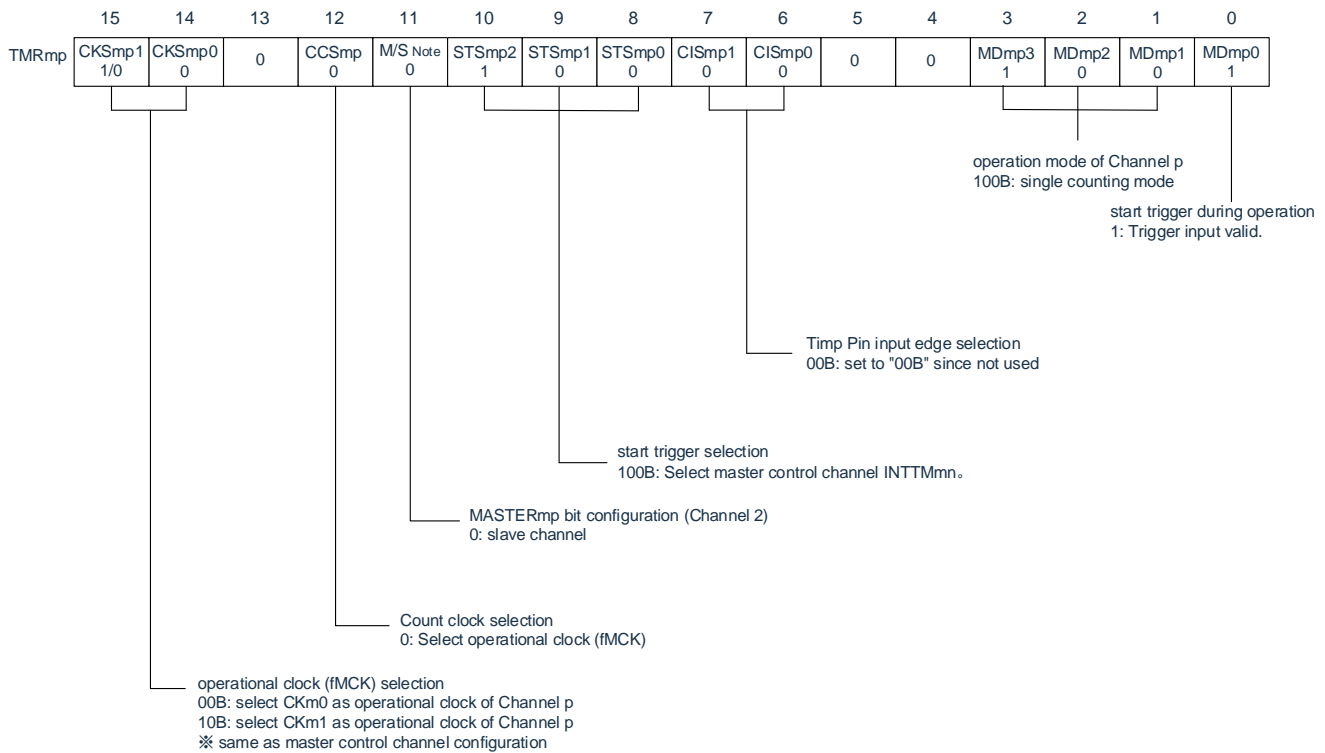 15 14 13 12 11 10 9 8 7 6 5 4 3 2 1 0
TMRmp CKSmp1 CKSmp0 0 CCSmp M/S Note STSmp2 STSmp1 STSmp0 CISmp1 CISmp0 0 0 MDmp3 MDmp2 MDmp1 MDmp0
1/0 0 0 0 1 0 0 0 0 1 0 0 1
operation mode of Channel p
100B: single counting mode
start trigger during operation
1: Trigger input valid.
Timp Pin input edge selection
00B: set to "00B" since not used
start trigger selection
100B: Select master control channel INTTMmn。
MASTERmp bit configuration (Channel 2)
0: slave channel
Count clock selection
0: Select operational clock (fMCK)
operational clock (fMCK) selection
00B: select CKm0 as operational clock of Channel p
10B: select CKm1 as operational clock of Channel p
※ same as master control channel configuration